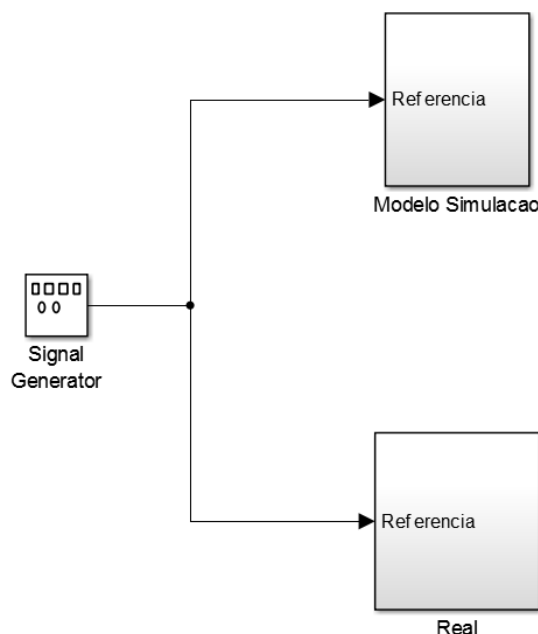 Referencia
Modelo Simulacao
Signal
Generator
Referencia
Real